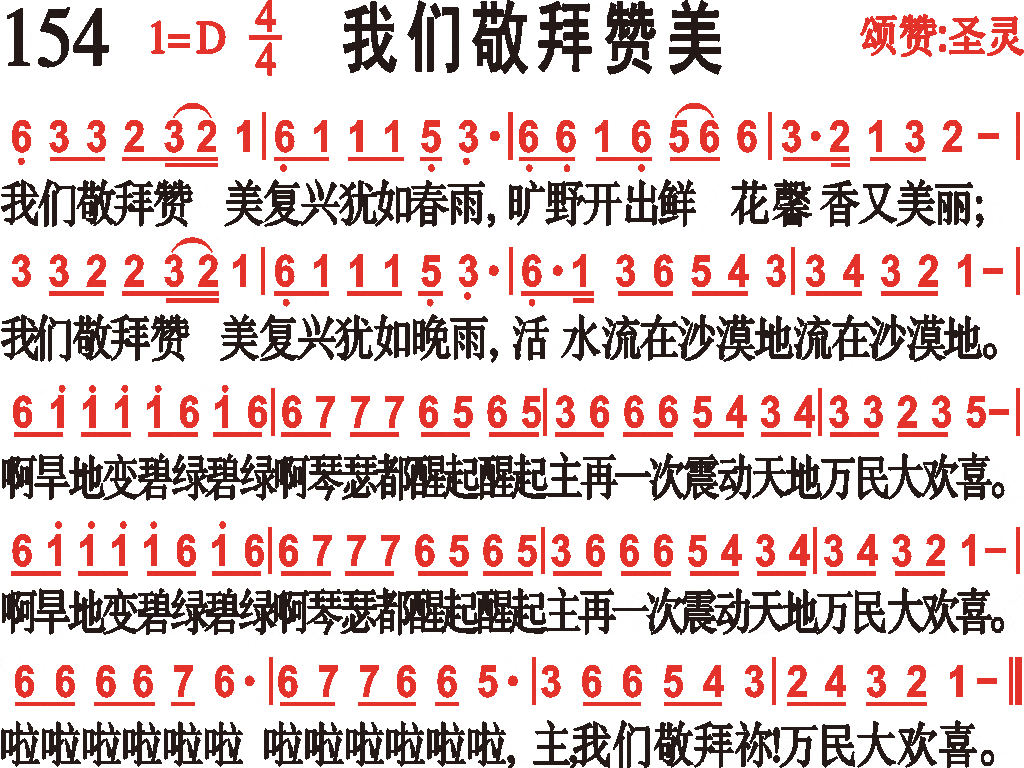 154 1=D 4/4 我们敬拜赞美 颂赞:圣灵
6 3 3 2 3 2 1 | 6 1 1 1 5 3 · | 6 6 1 6 5 6 6 | 3 · 2 1 3 2 – |
我们敬拜赞 美复兴犹如春雨, 旷野开出鲜 花馨香又美丽;
3 3 2 2 3 2 1 | 6 1 1 1 5 3 · | 6 · 1 3 6 5 4 3 | 3 4 3 2 1 – |
我们敬拜赞 美复兴犹如晚雨, 活 水流在沙漠地流在沙漠地。
6 1 1 1 1 6 1 6 | 6 7 7 7 6 5 6 5 | 3 6 6 6 5 4 3 4 | 3 3 2 3 5 – |
啊旱地变碧绿碧绿啊琴瑟都醒起醒起主再一次震动天地万民大欢喜。
6 1 1 1 1 6 1 6 | 6 7 7 7 6 5 6 5 | 3 6 6 6 5 4 3 4 | 3 4 3 2 1 – |
啊旱地变碧绿碧绿啊琴瑟都醒起醒起主再一次震动天地万民大欢喜。
6 6 6 6 7 6 · | 6 7 7 6 6 5 · | 3 6 6 5 4 3 | 2 4 3 2 1 – ‖
啦啦啦啦啦啦 啦啦啦啦啦啦, 主,我们敬拜祢!万民大欢喜。